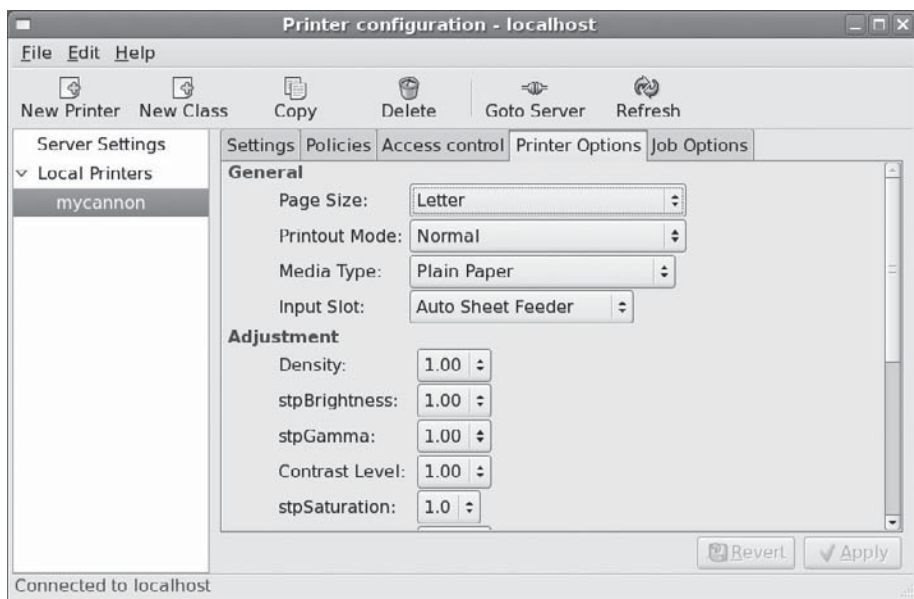 Printer configuration - localhost
File Edit Help
New Printer New Class Copy Delete Goto Server Refresh
Server Settings
Local Printers
mycannon
Settings Policies Access control Printer Options Job Options
General
Page Size: Letter
Printout Mode: Normal
Media Type: Plain Paper
Input Slot: Auto Sheet Feeder
Adjustment
Density: 1.00
stpBrightness: 1.00
stpGamma: 1.00
Contrast Level: 1.00
stpSaturation: 1.0
Revert Apply
Connected to localhost